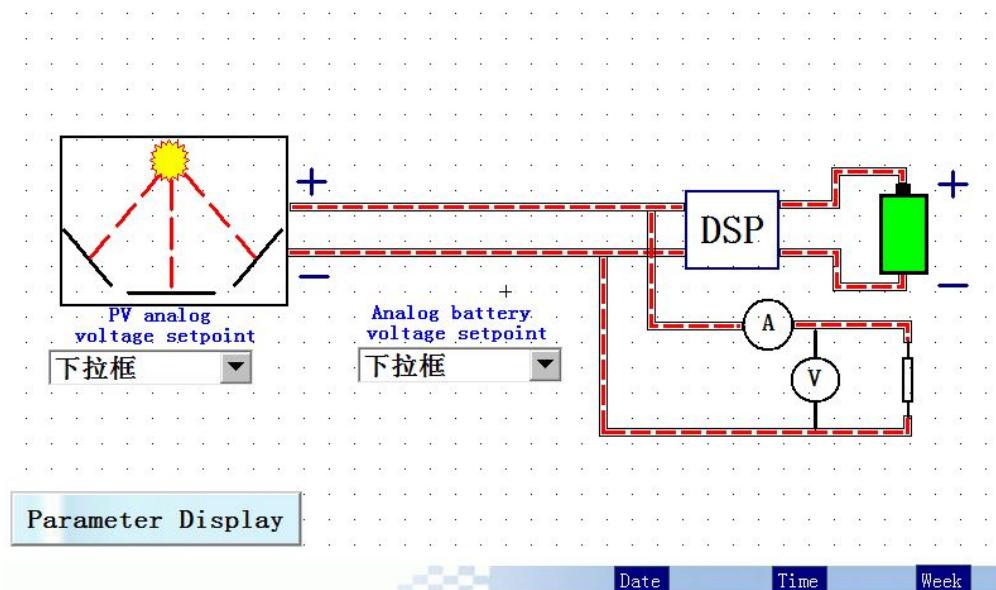 +
+
DSP
−
−
PV analog
voltage setpoint
Analog battery
voltage setpoint
A
下拉框
下拉框
V
Parameter Display
Date
Time
Week